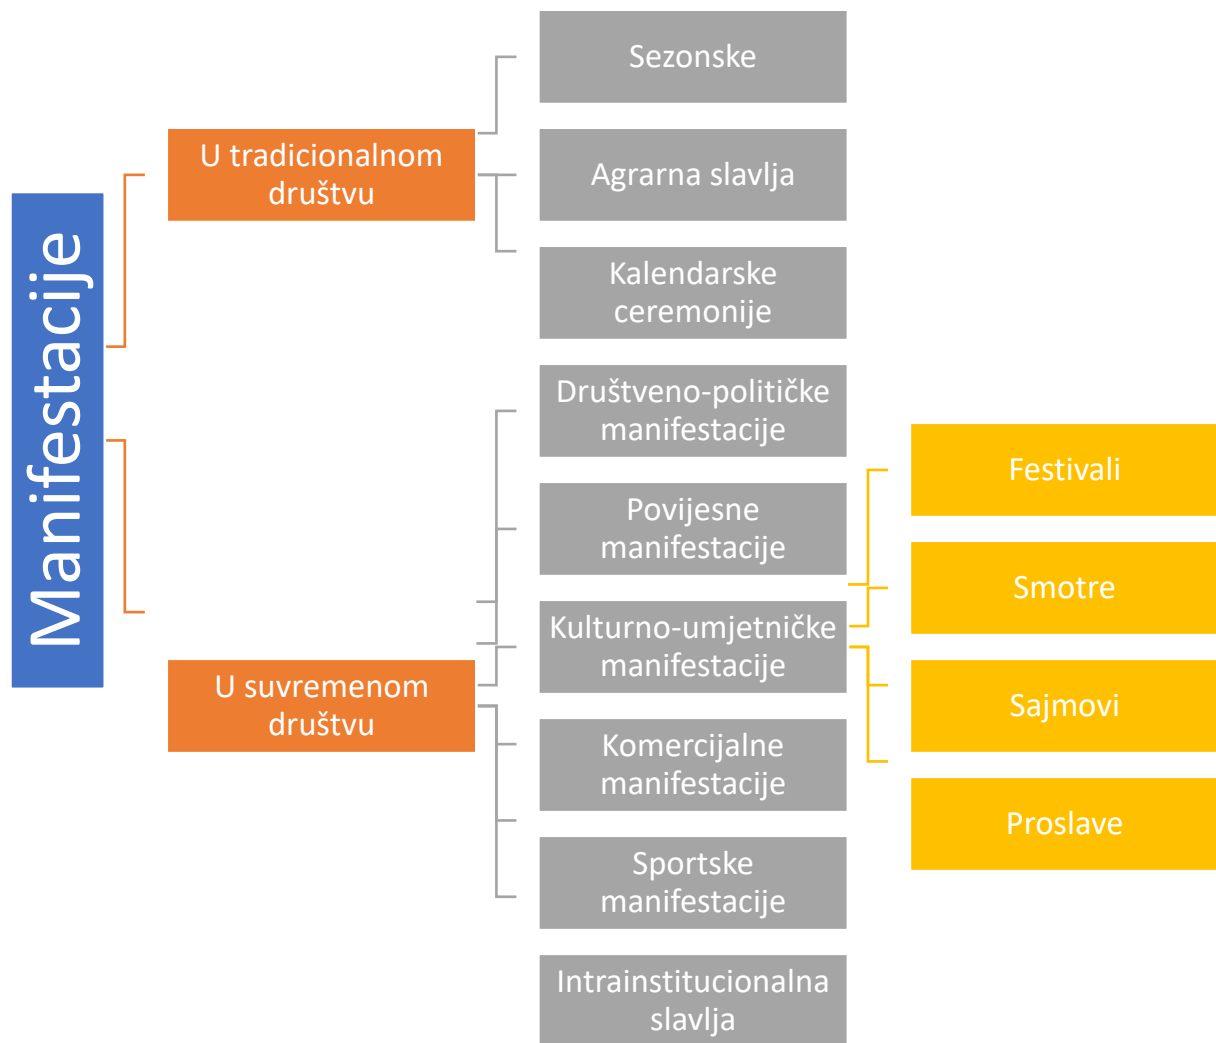 Manifestacije
U tradicionalnom
društvu
Sezonske
Agrarna slavlja
Kalendarske
ceremonije
U suvremenom
društvu
Društveno-političke
manifestacije
Povijesne
manifestacije
Kulturno-umjetničke
manifestacije
Festivali
Smotre
Sajmovi
Proslave
Komercijalne
manifestacije
Sportske
manifestacije
Intrainstitucionalna
slavlja